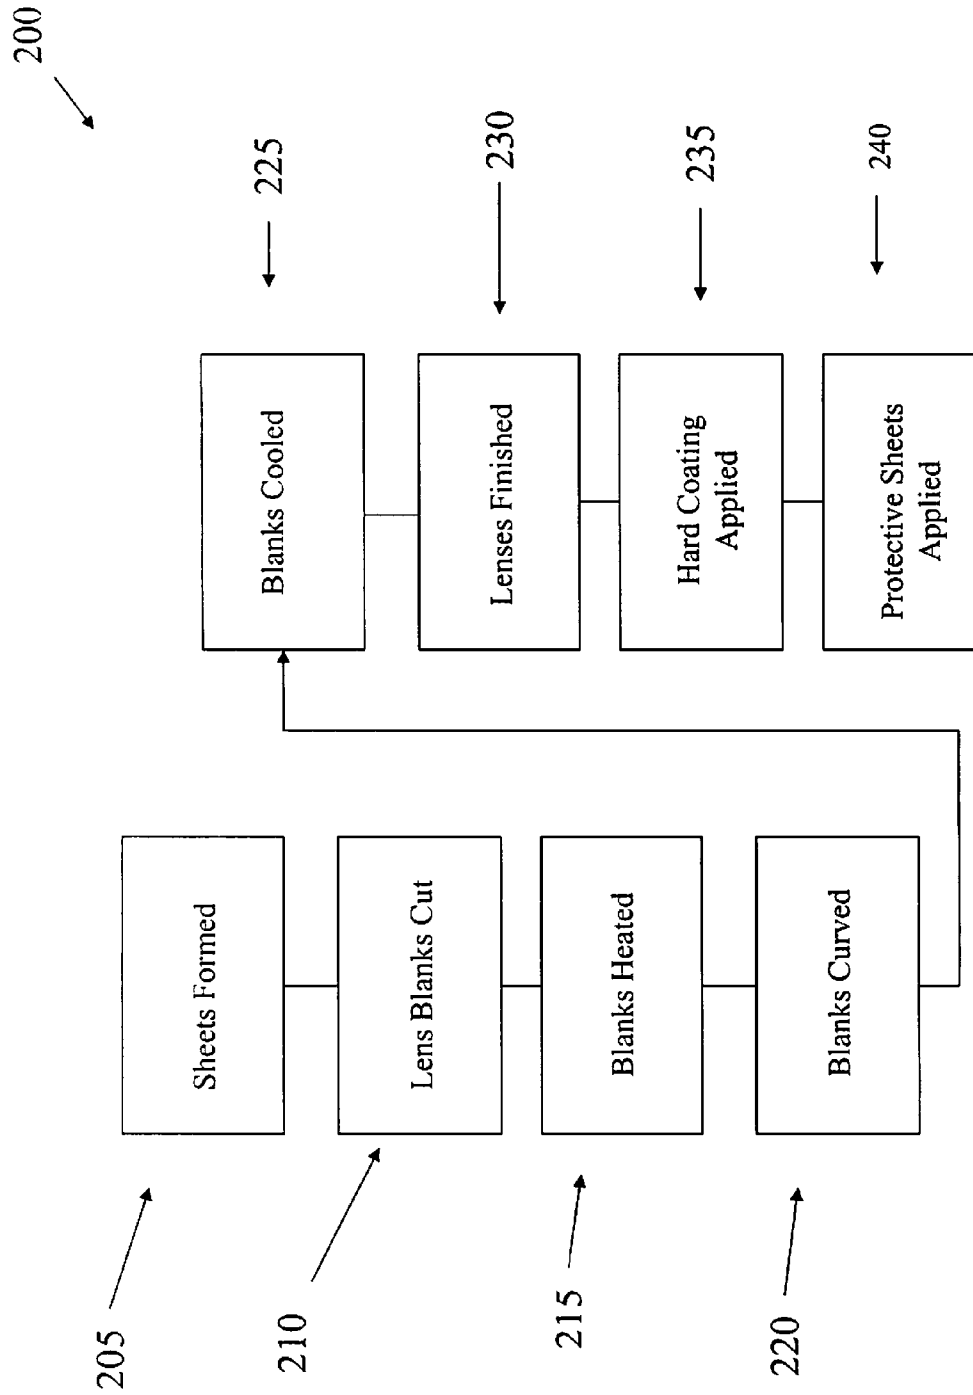 200
205
Sheets Formed
210
Lens Blanks Cut
215
Blanks Heated
220
Blanks Curved
Blanks Cooled
225
Lenses Finished
230
Hard Coating
Applied
235
Protective Sheets
Applied
240